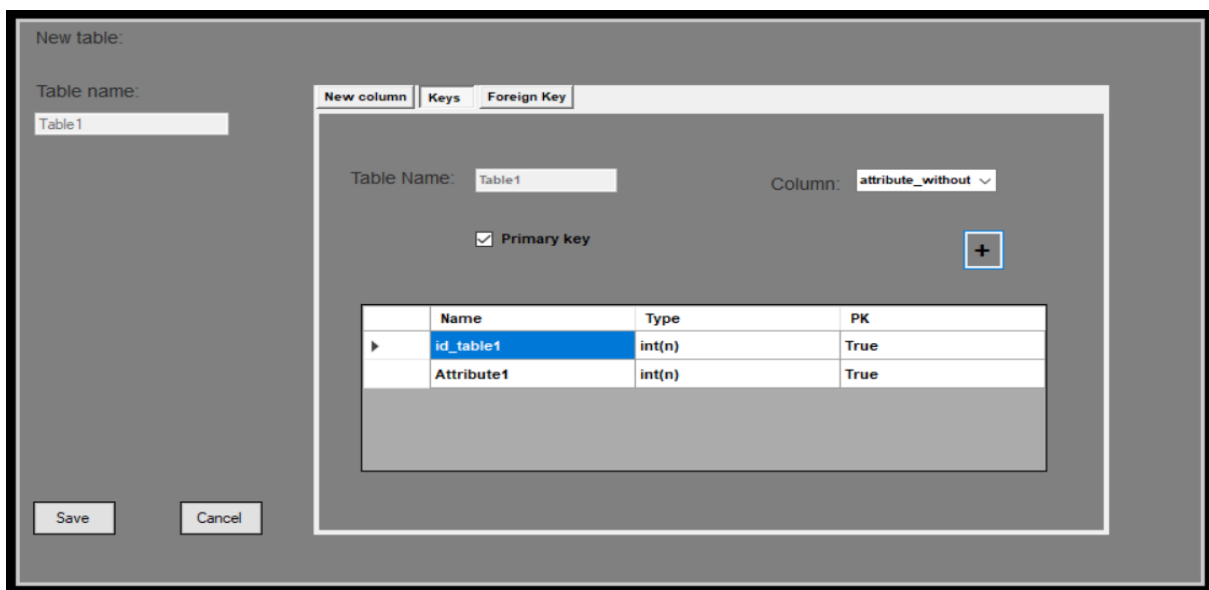 New table:
Table name:
Table1
New column Keys Foreign Key
Table Name: Table1 Column: attribute_without
Primary key
+
Name Type PK
id_table1 int(n) True
Attribute1 int(n) True
Save Cancel